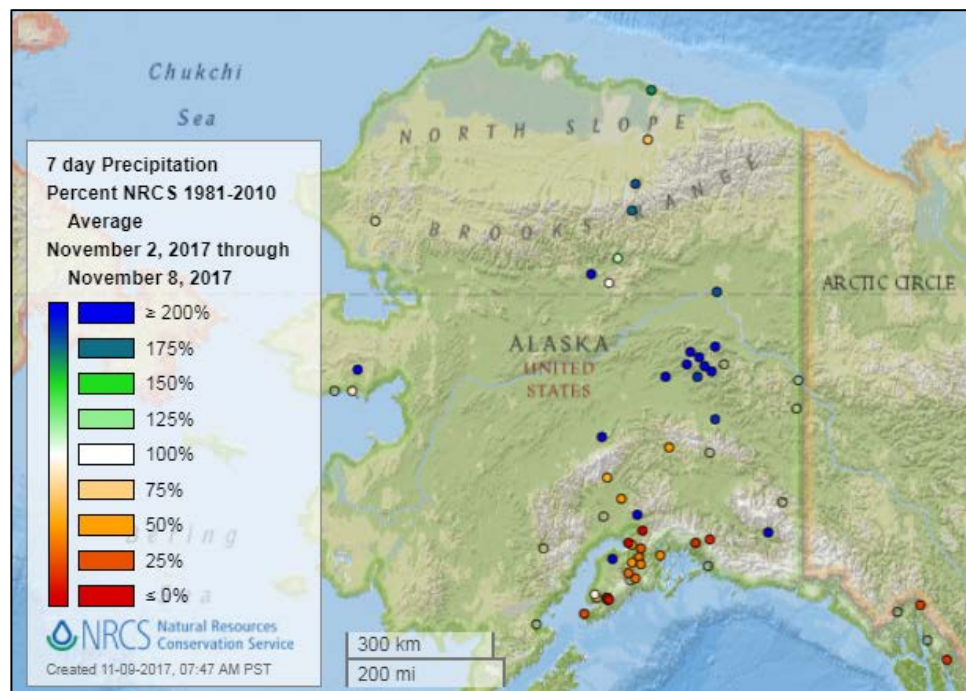 Chukchi
Sea
NORTH SLOPE
BROOKS RANGE
7 day Precipitation
Percent NRCS 1981-2010
Average
November 2, 2017 through
November 8, 2017
≥ 200%
175%
150%
125%
100%
75%
50%
25%
≤ 0%
ARCTIC CIRCLE
ALASKA
UNITED
STATES
Bering
Sea
NRCS Natural Resources
Conservation Service
Created 11-09-2017, 07:47 AM PST
300 km
200 mi